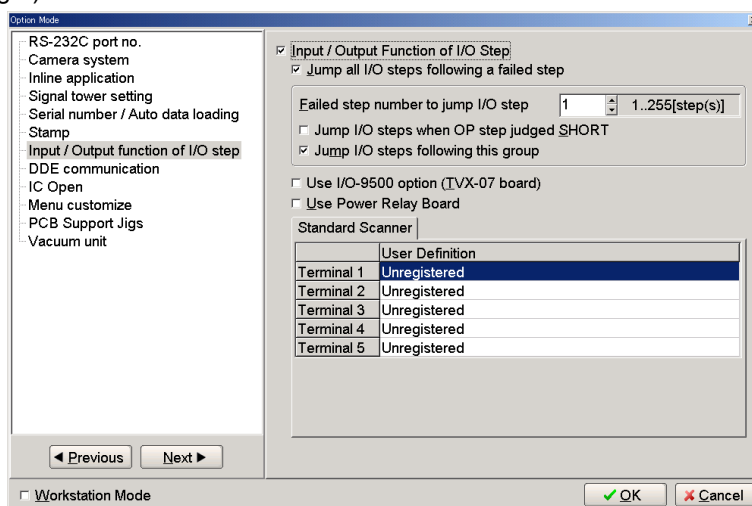 Option Mode
RS-232C port no.
Camera system
Inline application
Signal tower setting
Serial number / Auto data loading
Stamp
Input / Output function of I/O step
DDE communication
IC Open
Menu customize
PCB Support Jigs
Vacuum unit
Previous
Next
Workstation Mode
Input / Output Function of I/O Step
Jump all I/O steps following a failed step
Failed step number to jump I/O step 1 1..255[step(s)]
Jump I/O steps when OP step judged SHORT
Jump I/O steps following this group
Use I/O-9500 option (TVX-07 board)
Use Power Relay Board
Standard Scanner
User Definition
Terminal 1 Unregistered
Terminal 2 Unregistered
Terminal 3 Unregistered
Terminal 4 Unregistered
Terminal 5 Unregistered
OK
Cancel